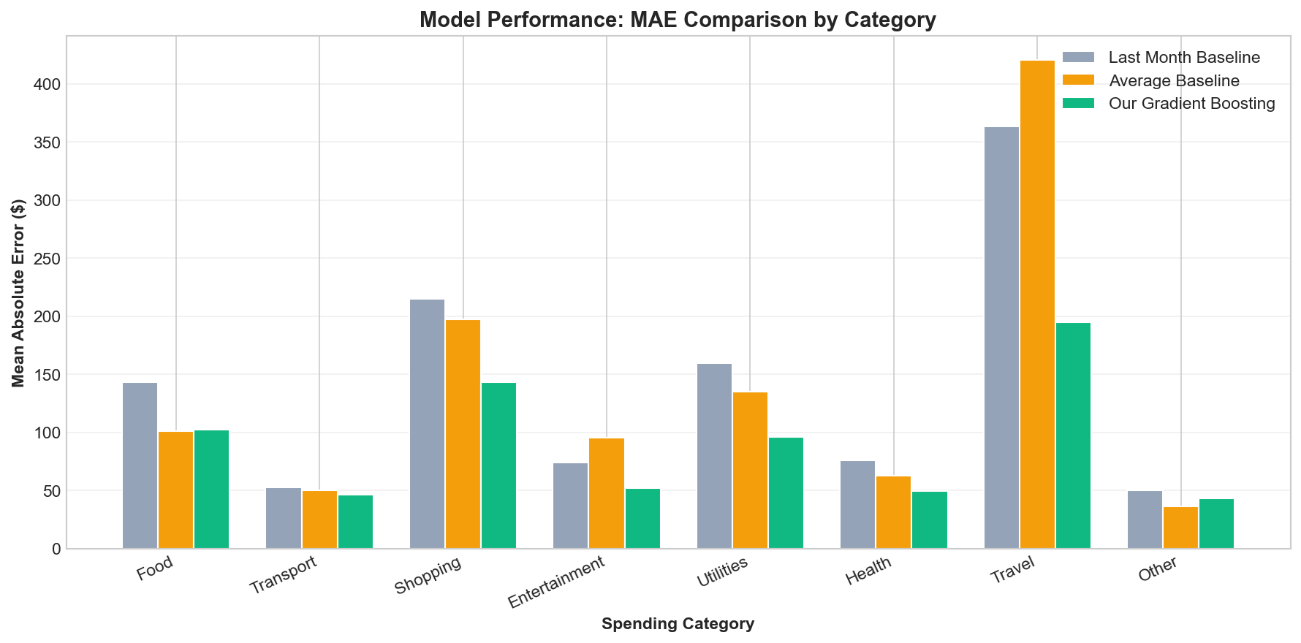 Model Performance: MAE Comparison by Category
Last Month Baseline
Average Baseline
Our Gradient Boosting
Mean Absolute Error ($)
400
350
300
250
200
150
100
50
0
Food
Transport
Shopping
Entertainment
Utilities
Health
Travel
Other
Spending Category